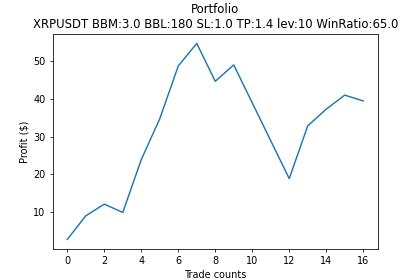 Portfolio
XRPUSDT BBM:3.0 BBL:180 SL:1.0 TP:1.4 lev:10 WinRatio:65.0
50
40
30
20
10
Profit ($)
0 2 4 6 8 10 12 14 16
Trade counts